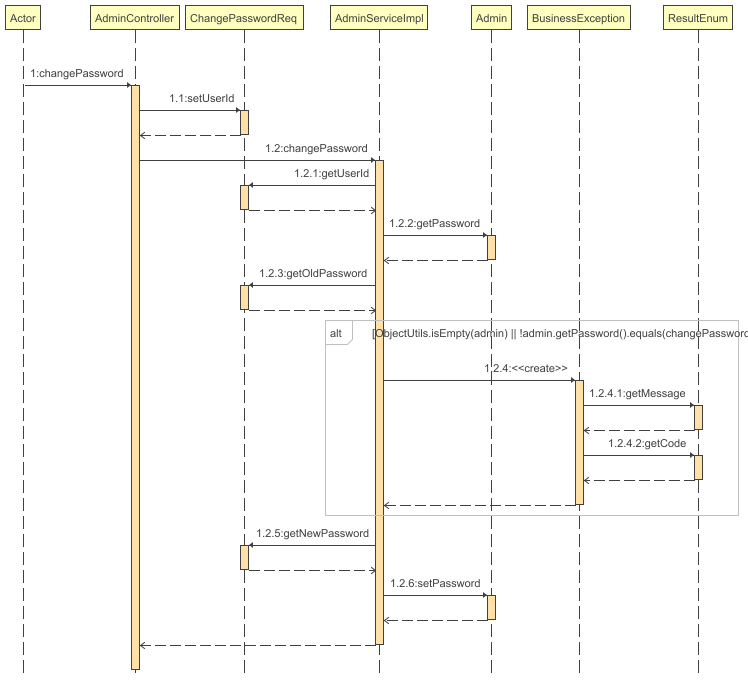 Actor AdminController ChangePasswordReq AdminServiceImpl Admin BusinessException ResultEnum
1:changePassword
1.1:setUserId
1.2:changePassword
1.2.1:getUserId
1.2.2:getPassword
1.2.3:getOldPassword
alt [ObjectUtils.isEmpty(admin) || !admin.getPassword().equals(changePassword
1.2.4:<<create>>
1.2.4.1:getMessage
1.2.4.2:getCode
1.2.5:getNewPassword
1.2.6:setPassword